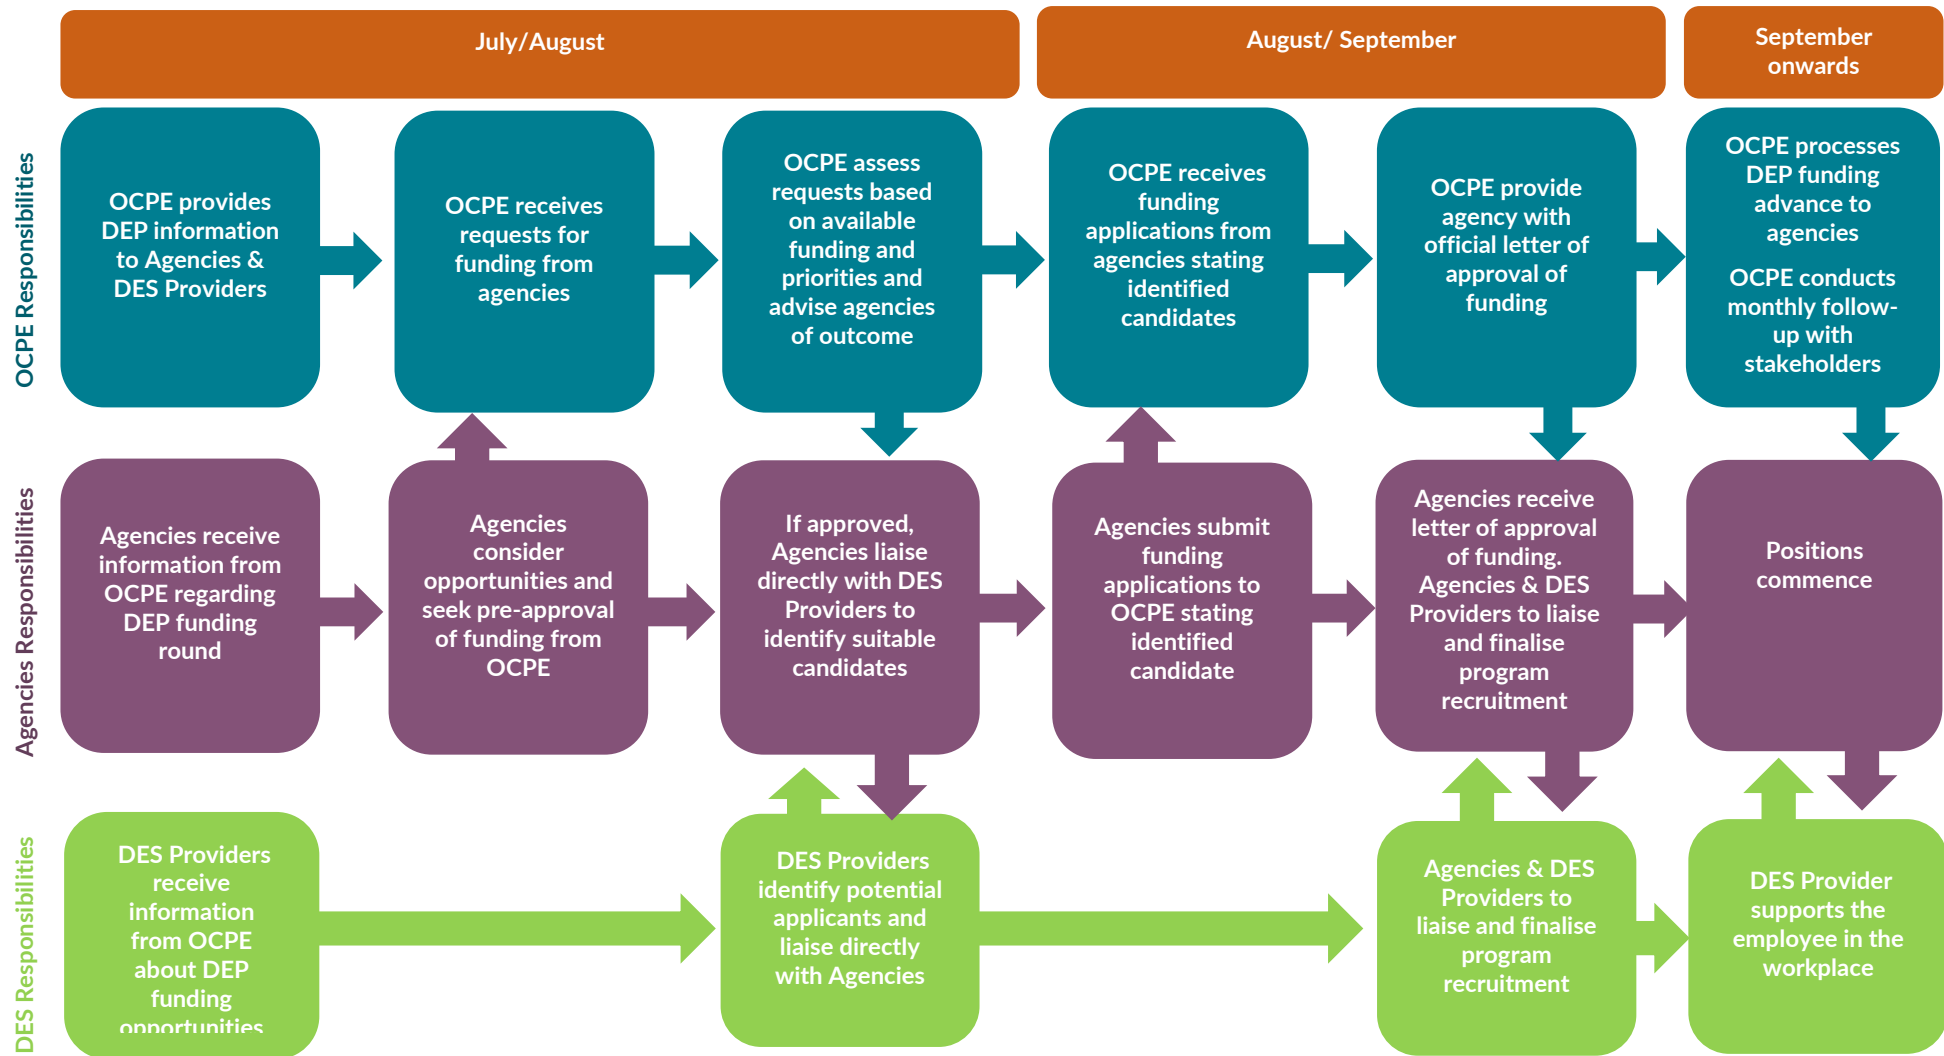 July/August
August/ September
September
onwards
OCPE Responsibilities
OCPE provides
DEP information
to Agencies &
DES Providers
OCPE receives
requests for
funding from
agencies
OCPE assess
requests based
on available
funding and
priorities and
advise agencies
of outcome
OCPE receives
funding
applications from
agencies stating
identified
candidates
OCPE provide
agency with
official letter of
approval of
funding
OCPE processes
DEP funding
advance to
agencies
OCPE conducts
monthly follow-
up with
stakeholders
Agencies Responsibilities
Agencies receive
information from
OCPE regarding
DEP funding
round
Agencies
consider
opportunities and
seek pre-approval
of funding from
OCPE
If approved,
Agencies liaise
directly with DES
Providers to
identify suitable
candidates
Agencies submit
funding
applications to
OCPE stating
identified
candidate
Agencies receive
letter of approval
of funding.
Agencies & DES
Providers to liaise
and finalise
program
recruitment
Positions
commence
DES Responsibilities
DES Providers
receive
information
from OCPE
about DEP
funding
opportunities
DES Providers
identify potential
applicants and
liaise directly
with Agencies
Agencies & DES
Providers to
liaise and finalise
program
recruitment
DES Provider
supports the
employee in the
workplace